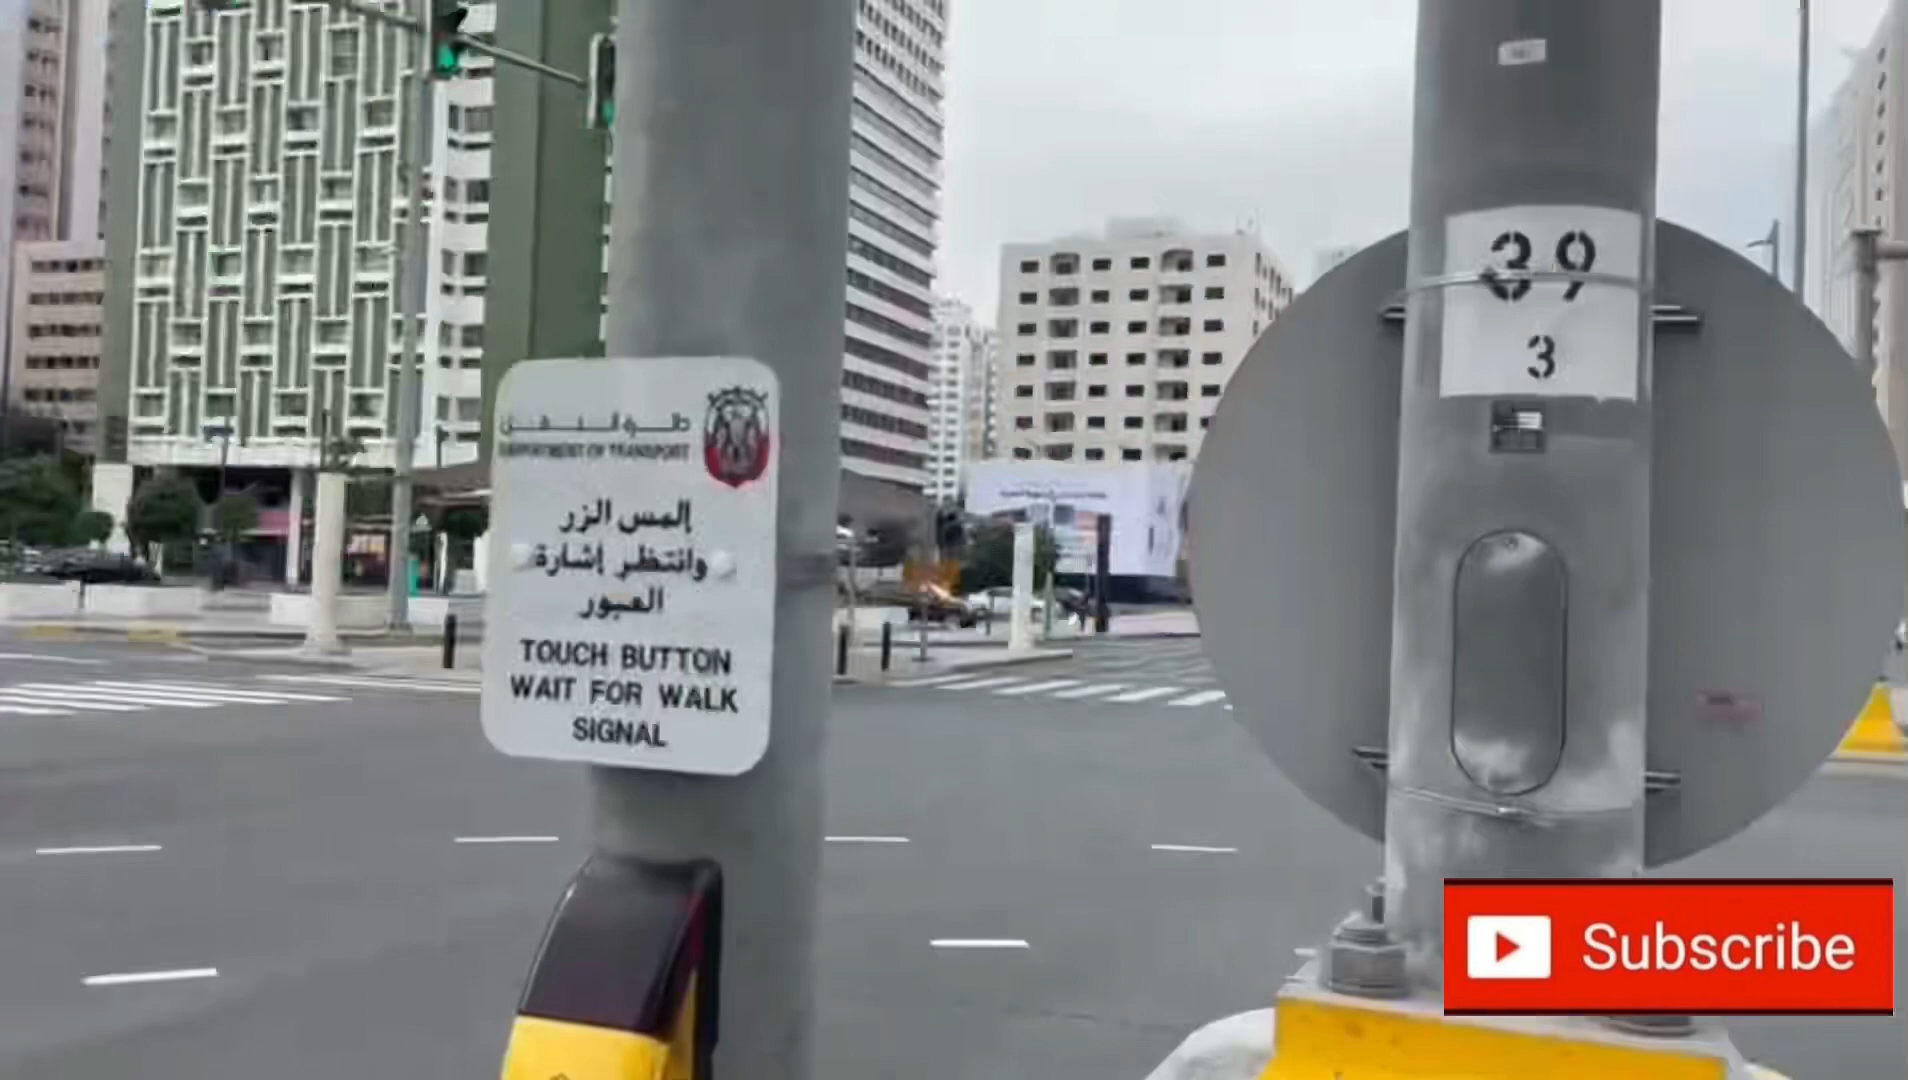 دائرة النقل
DEPARTMENT OF TRANSPORT
إلمس الزر
وانتظر إشارة
العبور
TOUCH BUTTON
WAIT FOR WALK
SIGNAL
39
3
Subscribe